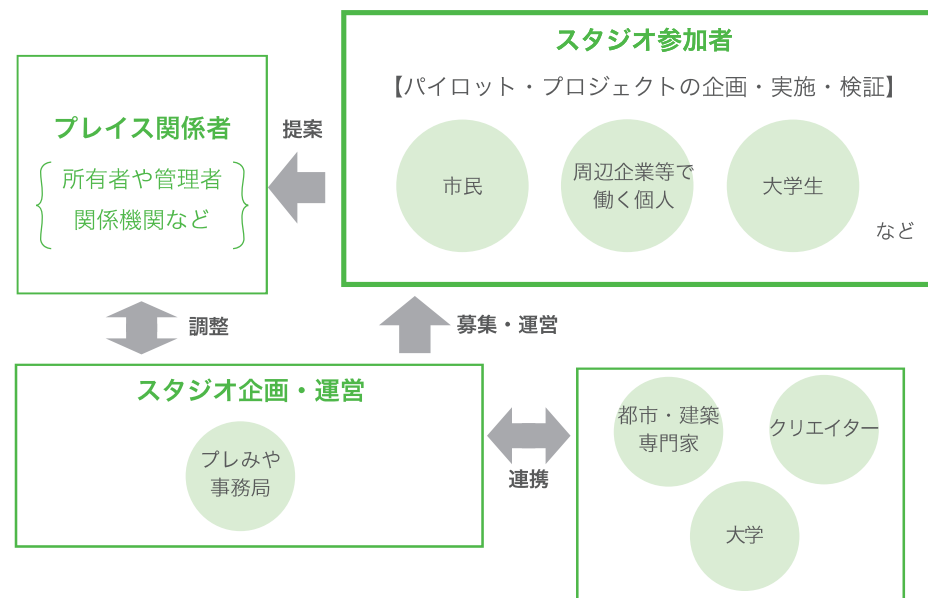 スタジオ参加者
【パイロット・プロジェクトの企画・実施・検証】
市民
周辺企業等で
働く個人
大学生
など
プレイス関係者
所有者や管理者
関係機関など
提案
調整
募集・運営
スタジオ企画・運営
プレみや
事務局
連携
都市・建築
専門家
クリエイター
大学